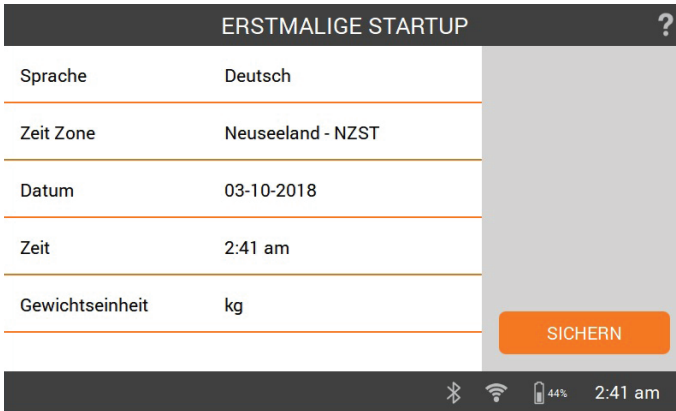 ERSTMALIGE STARTUP ?
Sprache Deutsch
Zeit Zone Neuseeland - NZST
Datum 03-10-2018
Zeit 2:41 am
Gewichtseinheit kg
SICHERN
44% 2:41 am